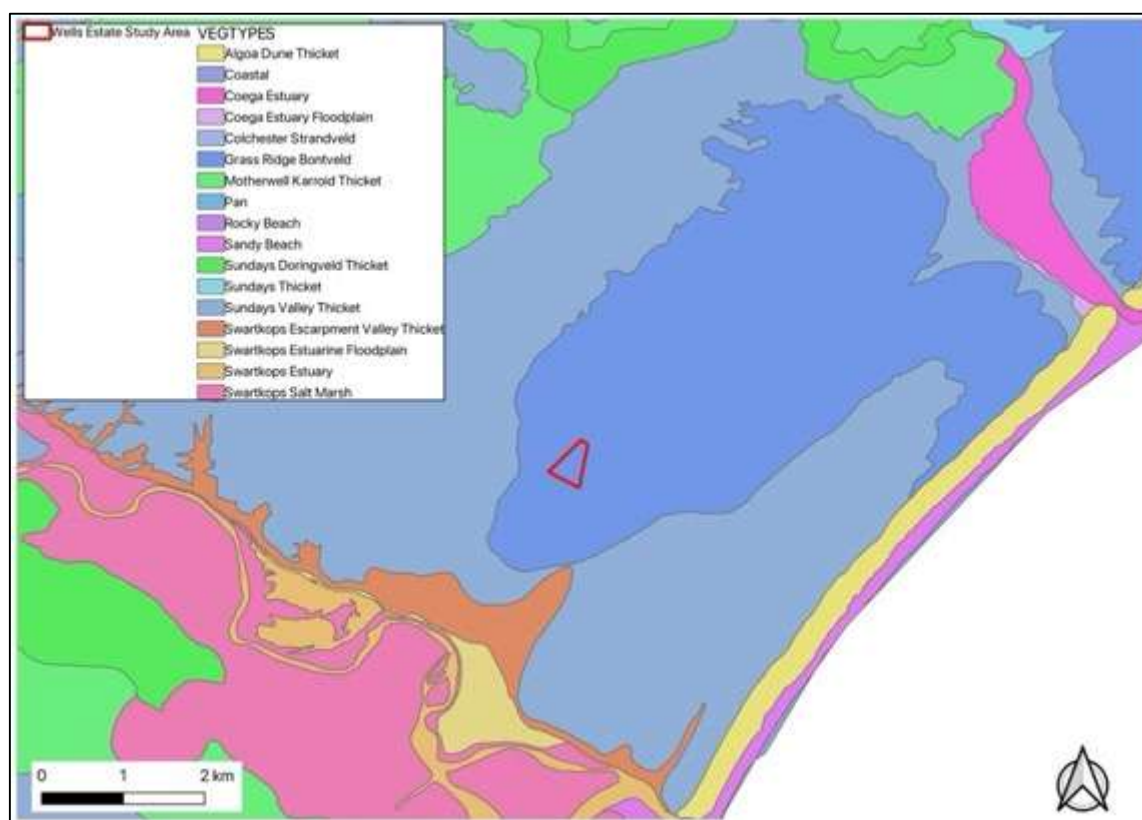 Wells Estate Study Area VEGTYPES
Algoa Dune Thicket
Coastal
Coega Estuary
Coega Estuary Floodplain
Colchester Strandveld
Grass Ridge Bontveld
Motherwell Karroid Thicket
Pan
Rocky Beach
Sandy Beach
Sundays Doringveld Thicket
Sundays Thicket
Sundays Valley Thicket
Swartkops Escarpment Valley Thicket
Swartkops Estuarine Floodplain
Swartkops Estuary
Swartkops Salt Marsh
0 1 2 km